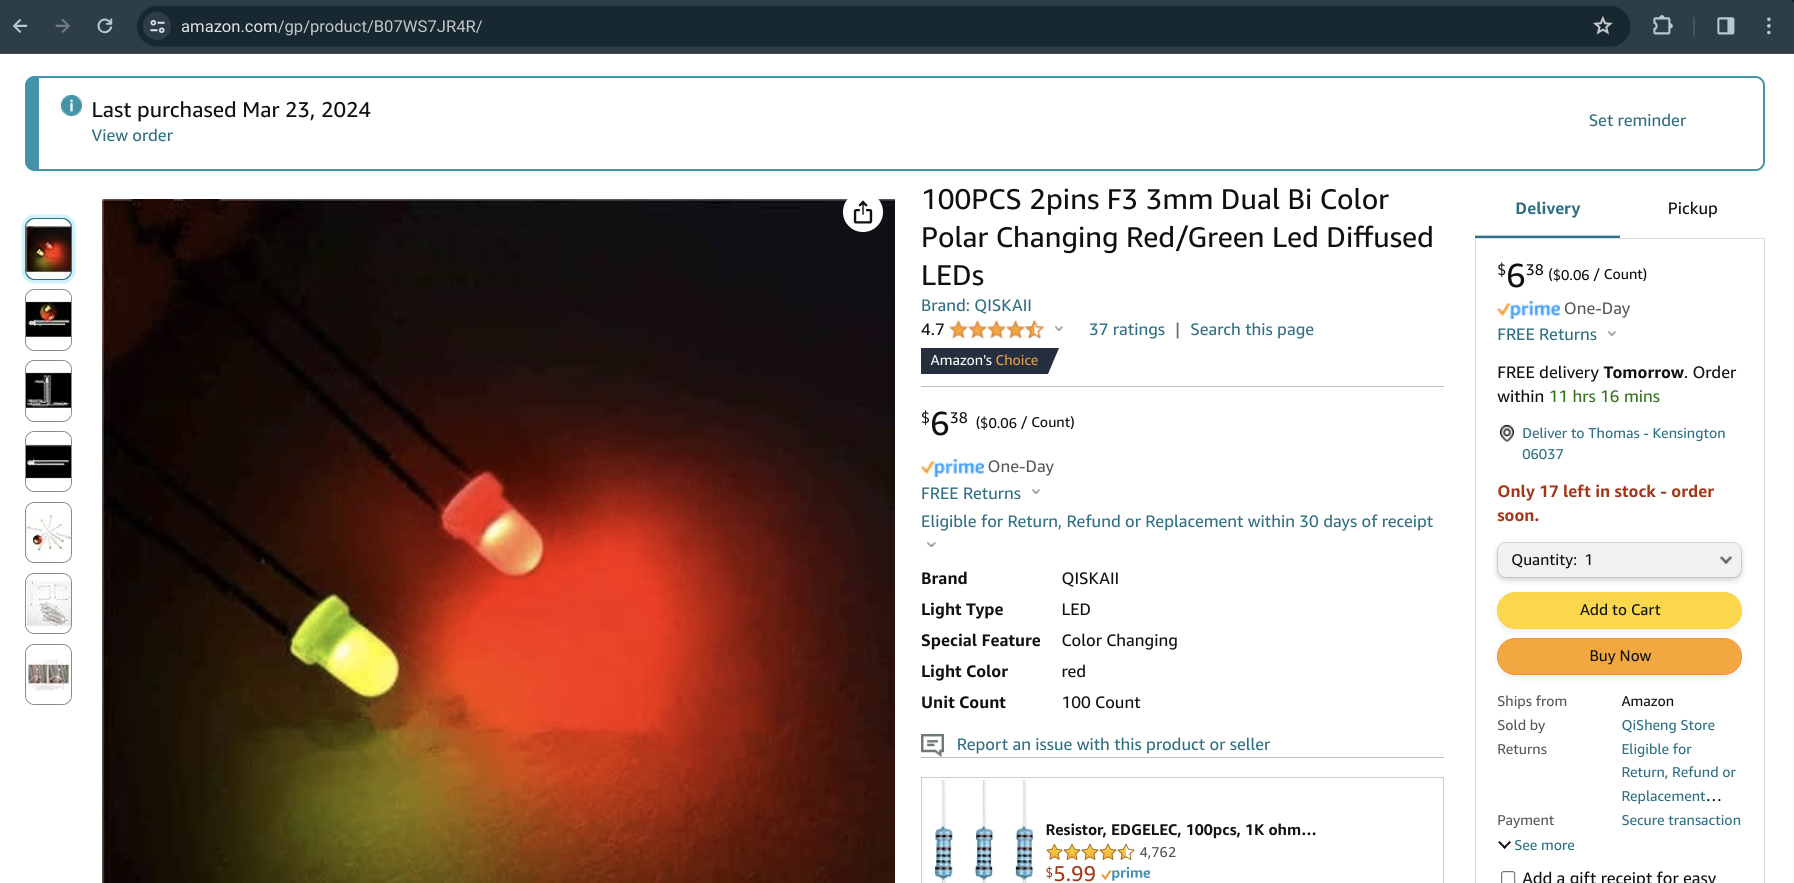 amazon.com/gp/product/B07WS7JR4R/
Last purchased Mar 23, 2024
View order
Set reminder
100PCS 2pins F3 3mm Dual Bi Color
Polar Changing Red/Green Led Diffused
LEDs
Brand: QISKAII
4.7
37 ratings | Search this page
Amazon's Choice
$6 38 ($0.06 / Count)
prime One-Day
FREE Returns
Eligible for Return, Refund or Replacement within 30 days of receipt
Brand QISKAII
Light Type LED
Special Feature Color Changing
Light Color red
Unit Count 100 Count
Report an issue with this product or seller
Resistor, EDGELEC, 100pcs, 1K ohm...
4,762
$5.99 prime
Delivery
Pickup
$6 38 ($0.06 / Count)
prime One-Day
FREE Returns
FREE delivery Tomorrow. Order
within 11 hrs 16 mins
Deliver to Thomas - Kensington
06037
Only 17 left in stock - order
soon.
Quantity: 1
Add to Cart
Buy Now
Ships from Amazon
Sold by QiSheng Store
Returns Eligible for
Return, Refund or
Replacement...
Payment Secure transaction
See more
Add a gift receipt for easy